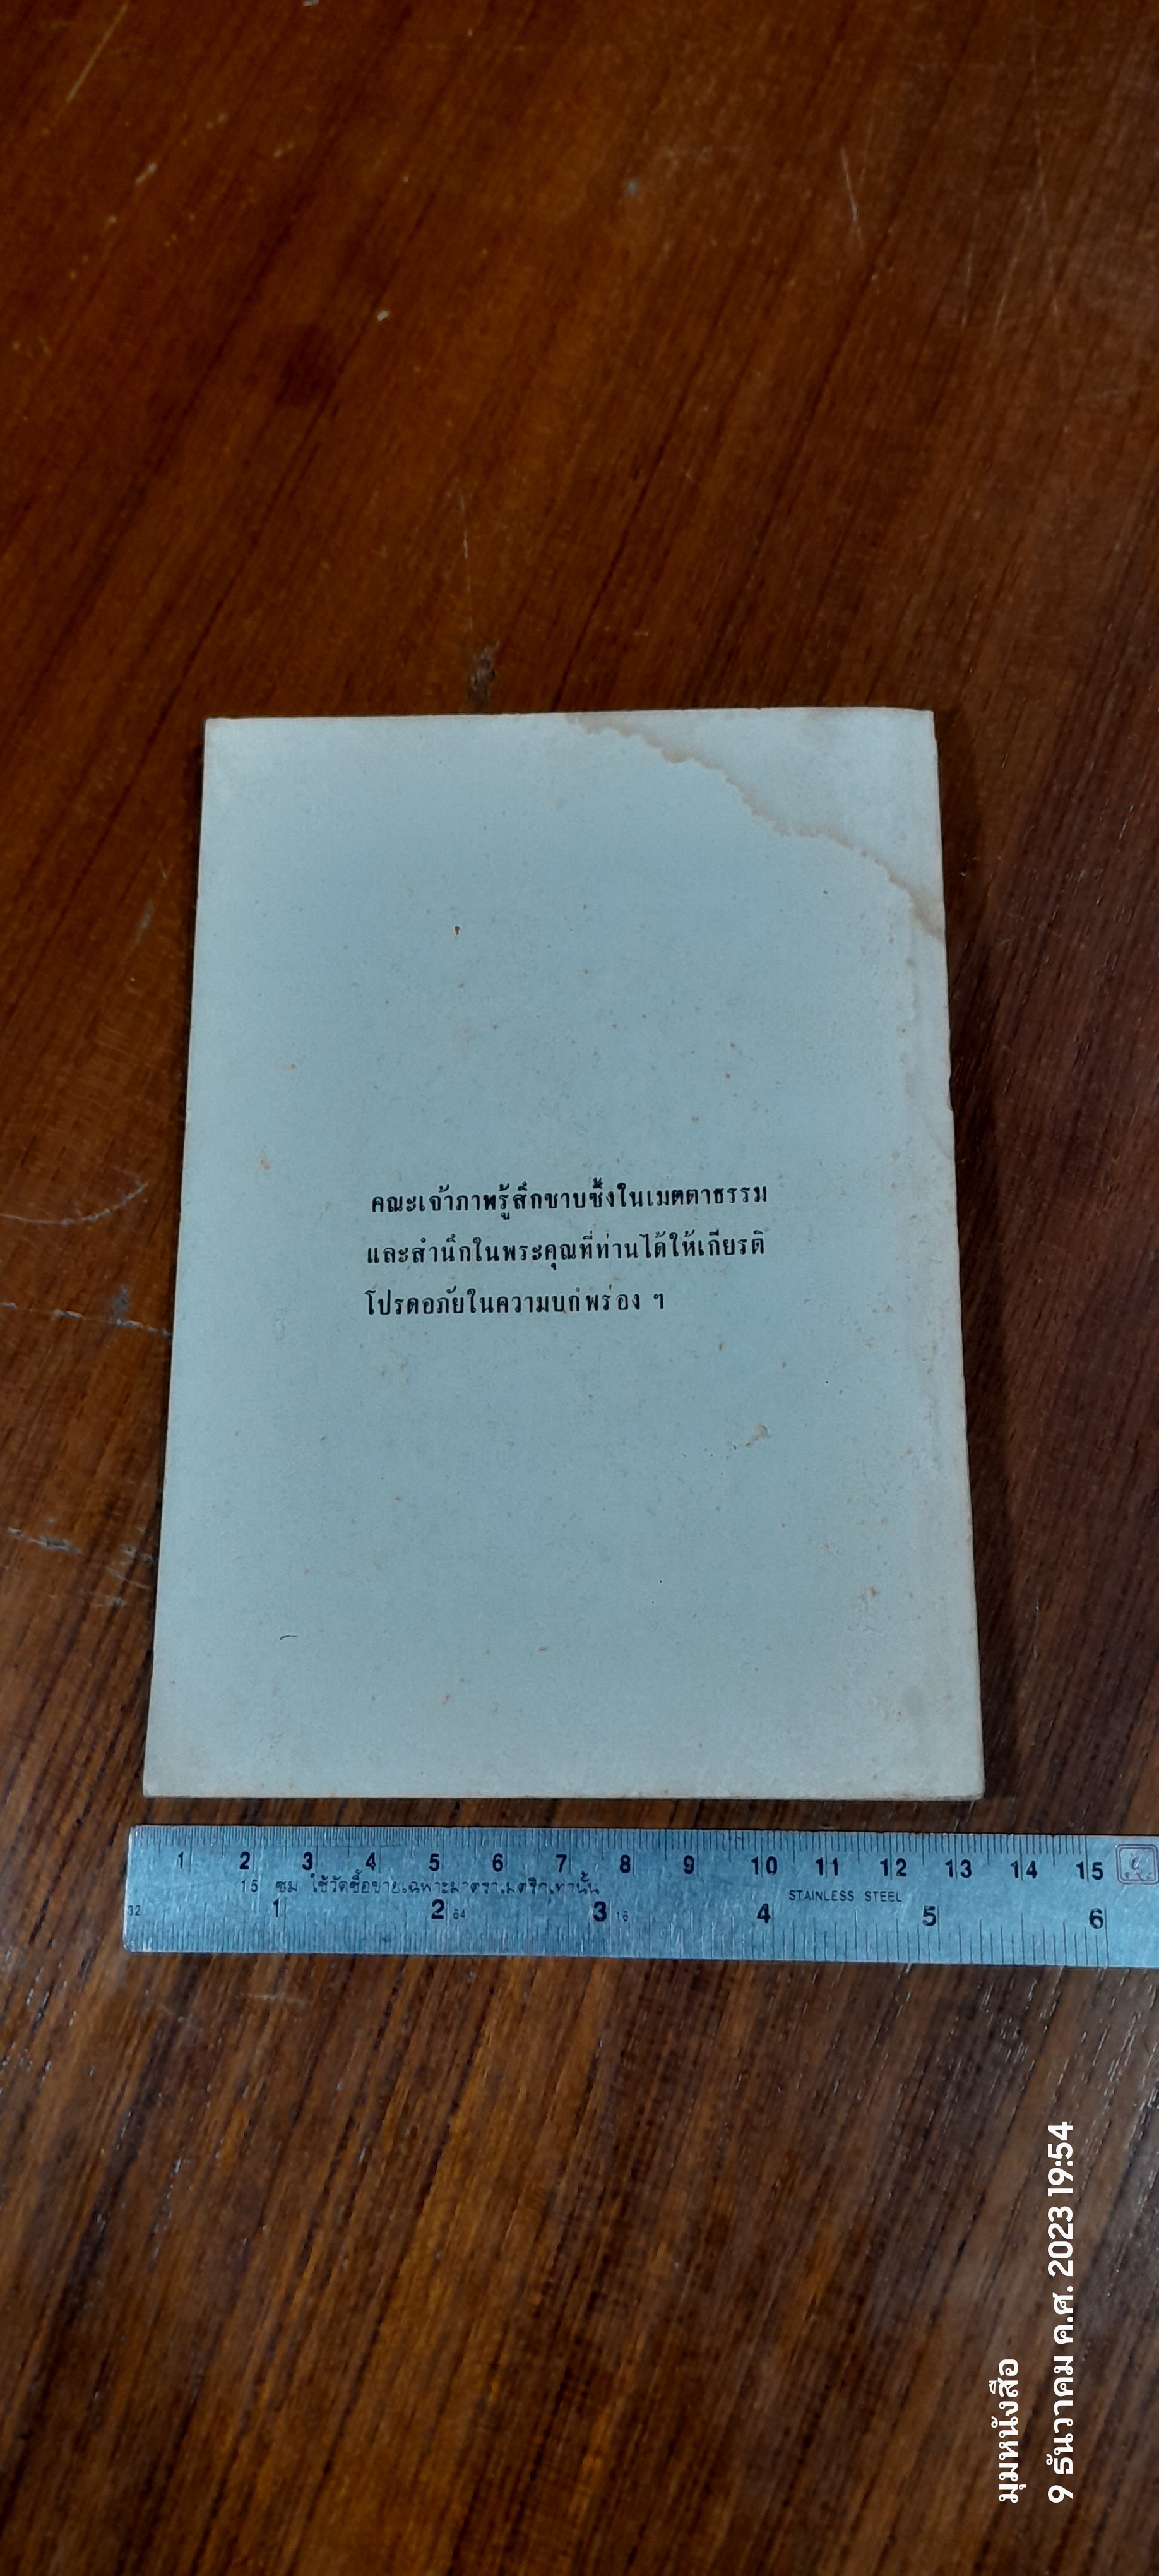 คณะเจ้าภาพรู้สึกซาบซึ้งในเมตตาธรรม
และสำนึกในพระคุณที่ท่านได้ให้เกียรติ
โปรดอภัยในความบกพร่อง ๆ
1 2 3 4 5 6 7 8 9 10 11 12 13 14 15
15 ซม ใช้วัดซื้อขายเฉพาะมาตราเมตริกเท่านั้น
STAINLESS STEEL
32 1 2 64 3 16 4 5 6
มุมหนังสือ
9 ธันวาคม ค.ศ. 2023 19:54